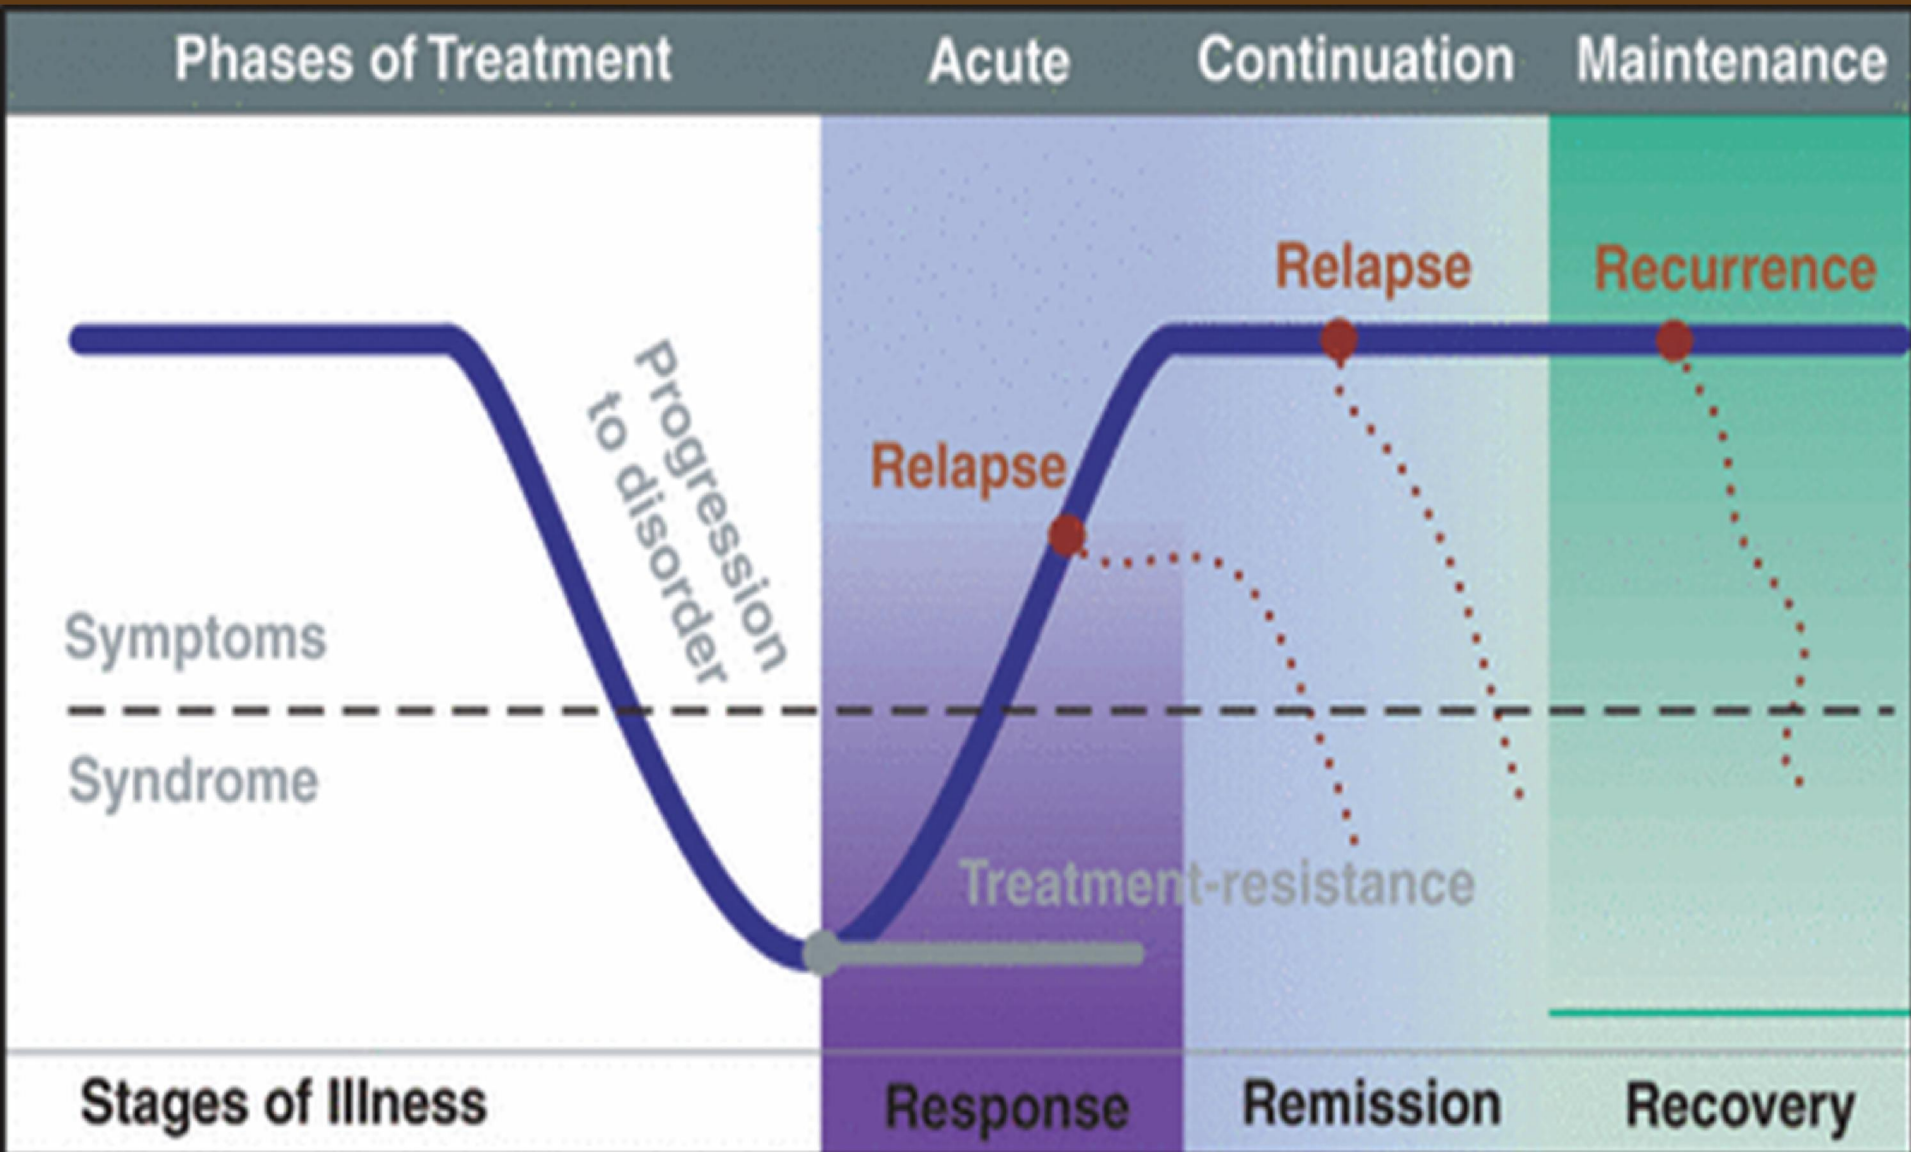 Phases of Treatment Acute Continuation Maintenance
Relapse Recurrence
Progression
to disorder
Relapse
Symptoms
Syndrome
Treatment-resistance
Stages of Illness Response Remission Recovery